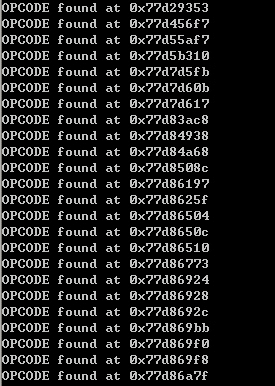 OPCODE found at 0x77d29353
OPCODE found at 0x77d456f7
OPCODE found at 0x77d55af7
OPCODE found at 0x77d5b310
OPCODE found at 0x77d7d5fb
OPCODE found at 0x77d7d60b
OPCODE found at 0x77d7d617
OPCODE found at 0x77d83ac8
OPCODE found at 0x77d84938
OPCODE found at 0x77d84a68
OPCODE found at 0x77d8508c
OPCODE found at 0x77d86197
OPCODE found at 0x77d8625f
OPCODE found at 0x77d86504
OPCODE found at 0x77d8650c
OPCODE found at 0x77d86510
OPCODE found at 0x77d86773
OPCODE found at 0x77d86924
OPCODE found at 0x77d86928
OPCODE found at 0x77d8692c
OPCODE found at 0x77d869bb
OPCODE found at 0x77d869f0
OPCODE found at 0x77d869f8
OPCODE found at 0x77d86a7f